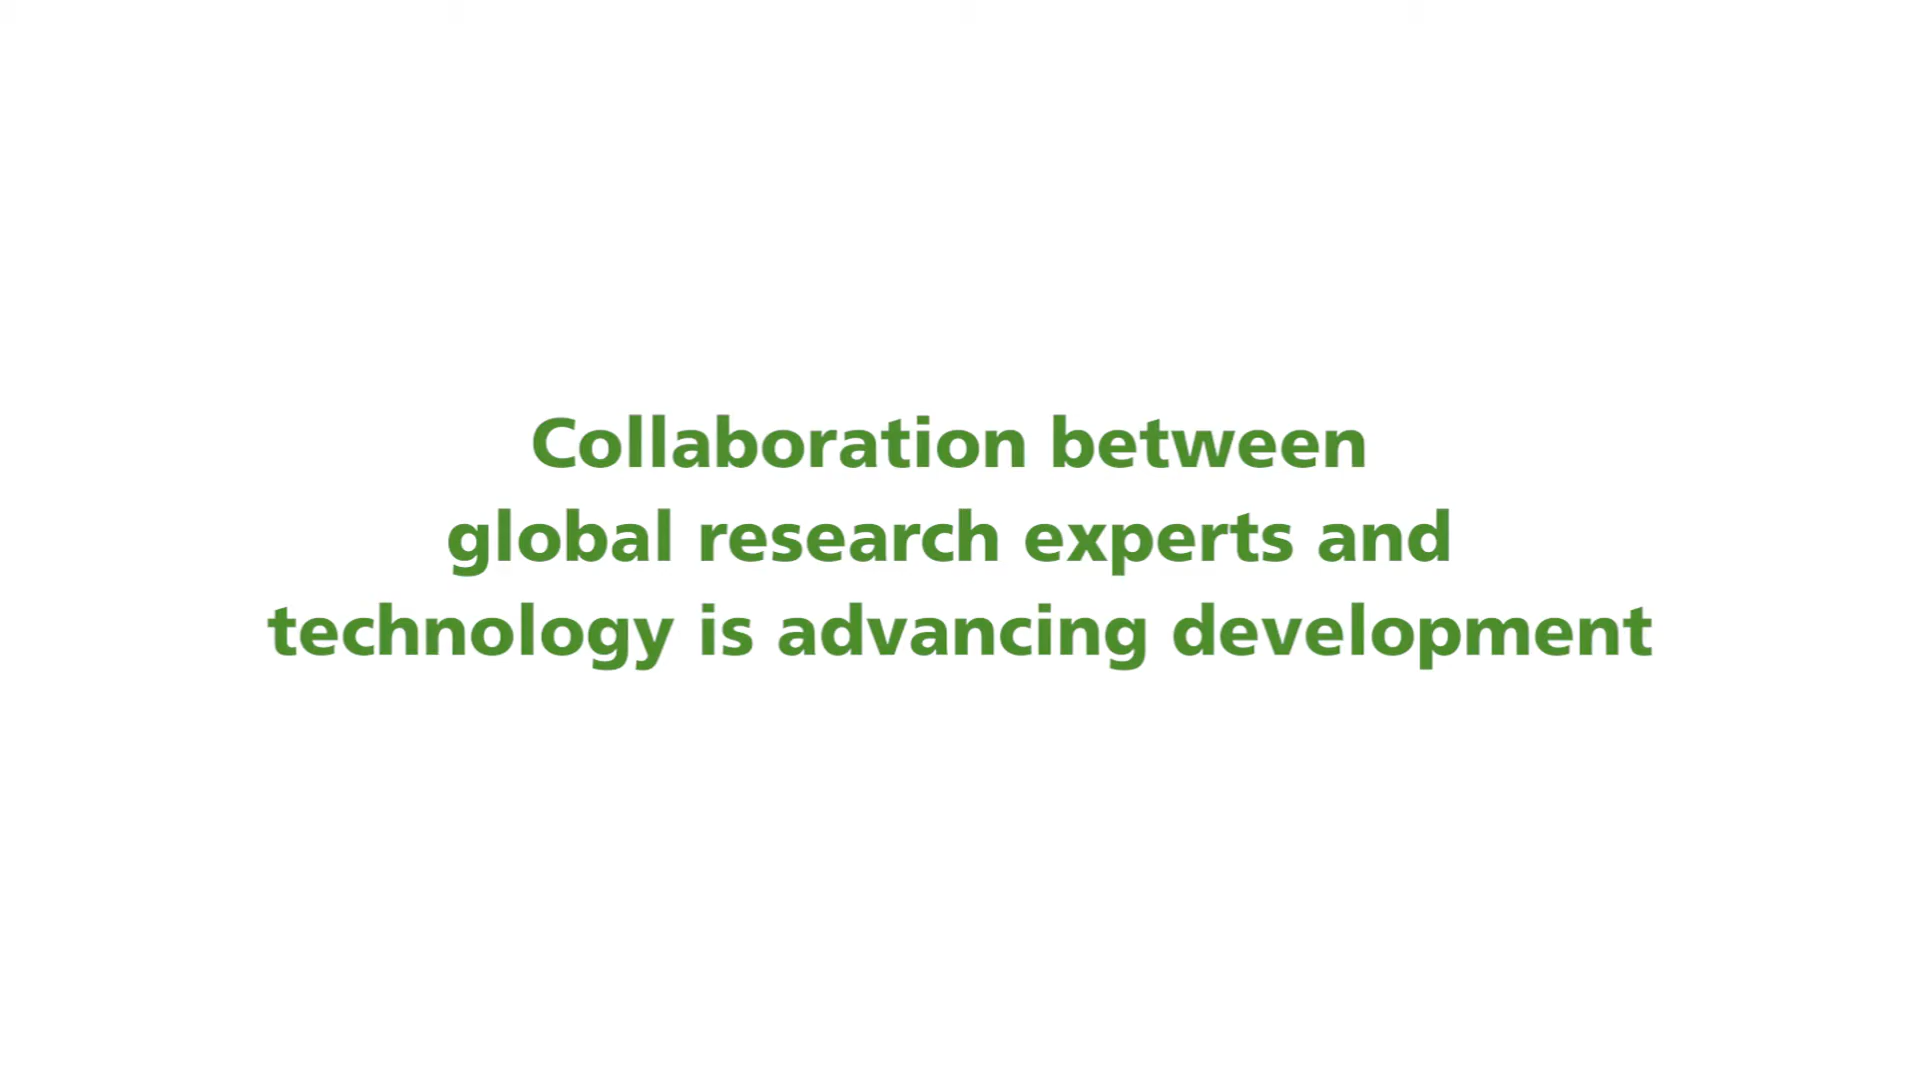 Collaboration between
global research experts and
technology is advancing development